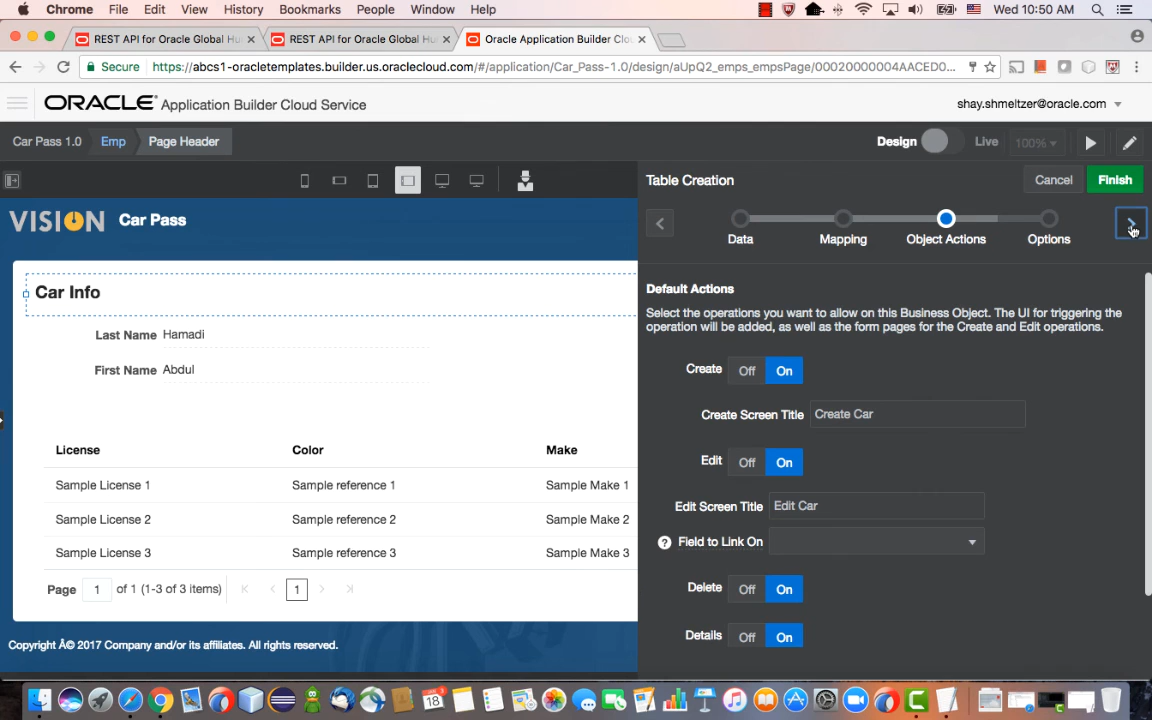 Chrome File Edit View History Bookmarks People Window Help Wed 10:50 AM
REST API for Oracle Global Hu REST API for Oracle Global Hu Oracle Application Builder Clou
Secure https://abcs1-oracletemplates.builder.us.oraclecloud.com/#/application/Car_Pass-1.0/design/aUpQ2_emps_empsPage/00020000004AACED0...
ORACLE® Application Builder Cloud Service shay.shmeltzer@oracle.com
Car Pass 1.0 Emp Page Header Design Live 100%
Table Creation Cancel Finish
VISION Car Pass
Data Mapping Object Actions Options
Default Actions
Select the operations you want to allow on this Business Object. The UI for triggering the
operation will be added, as well as the form pages for the Create and Edit operations.
Car Info
Last Name Hamadi
First Name Abdul
Create Off On
Create Screen Title Create Car
License Color Make
Edit Off On
Sample License 1 Sample reference 1 Sample Make 1
Edit Screen Title Edit Car
Sample License 2 Sample reference 2 Sample Make 2
? Field to Link On
Sample License 3 Sample reference 3 Sample Make 3
Page 1 of 1 (1-3 of 3 items) 1
Delete Off On
Details Off On
Copyright Â© 2017 Company and/or its affiliates. All rights reserved.
18